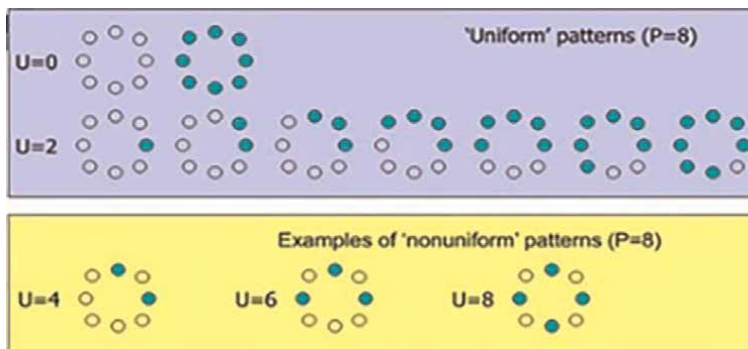 'Uniform' patterns (P=8)
U=0
U=2
Examples of 'nonuniform' patterns (P=8)
U=4 U=6 U=8